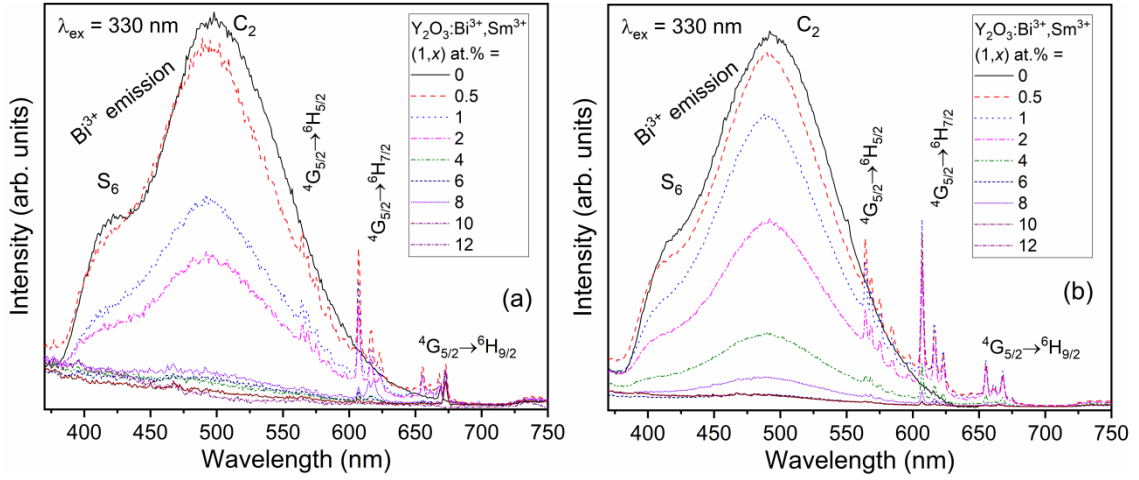 λex = 330 nm
C2
Bi3+ emission
S6
4G5/2→6H5/2
4G5/2→6H7/2
4G5/2→6H9/2
Y2O3:Bi3+,Sm3+
(1,x) at.% =
0
0.5
1
2
4
6
8
10
12
(a)
Intensity (arb. units)
400 450 500 550 600 650 700 750
Wavelength (nm)
λex = 330 nm
C2
Bi3+ emission
S6
4G5/2→6H5/2
4G5/2→6H7/2
4G5/2→6H9/2
Y2O3:Bi3+,Sm3+
(1,x) at.% =
0
0.5
1
2
4
6
8
10
12
(b)
Intensity (arb. units)
400 450 500 550 600 650 700 750
Wavelength (nm)